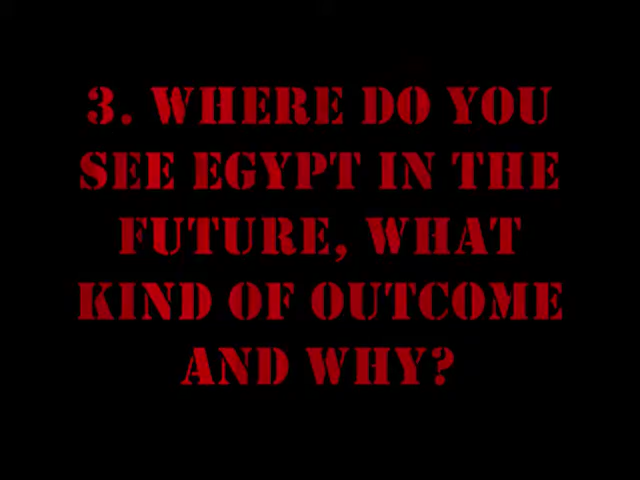 3. WHERE DO YOU
SEE EGYPT IN THE
FUTURE, WHAT
KIND OF OUTCOME
AND WHY?